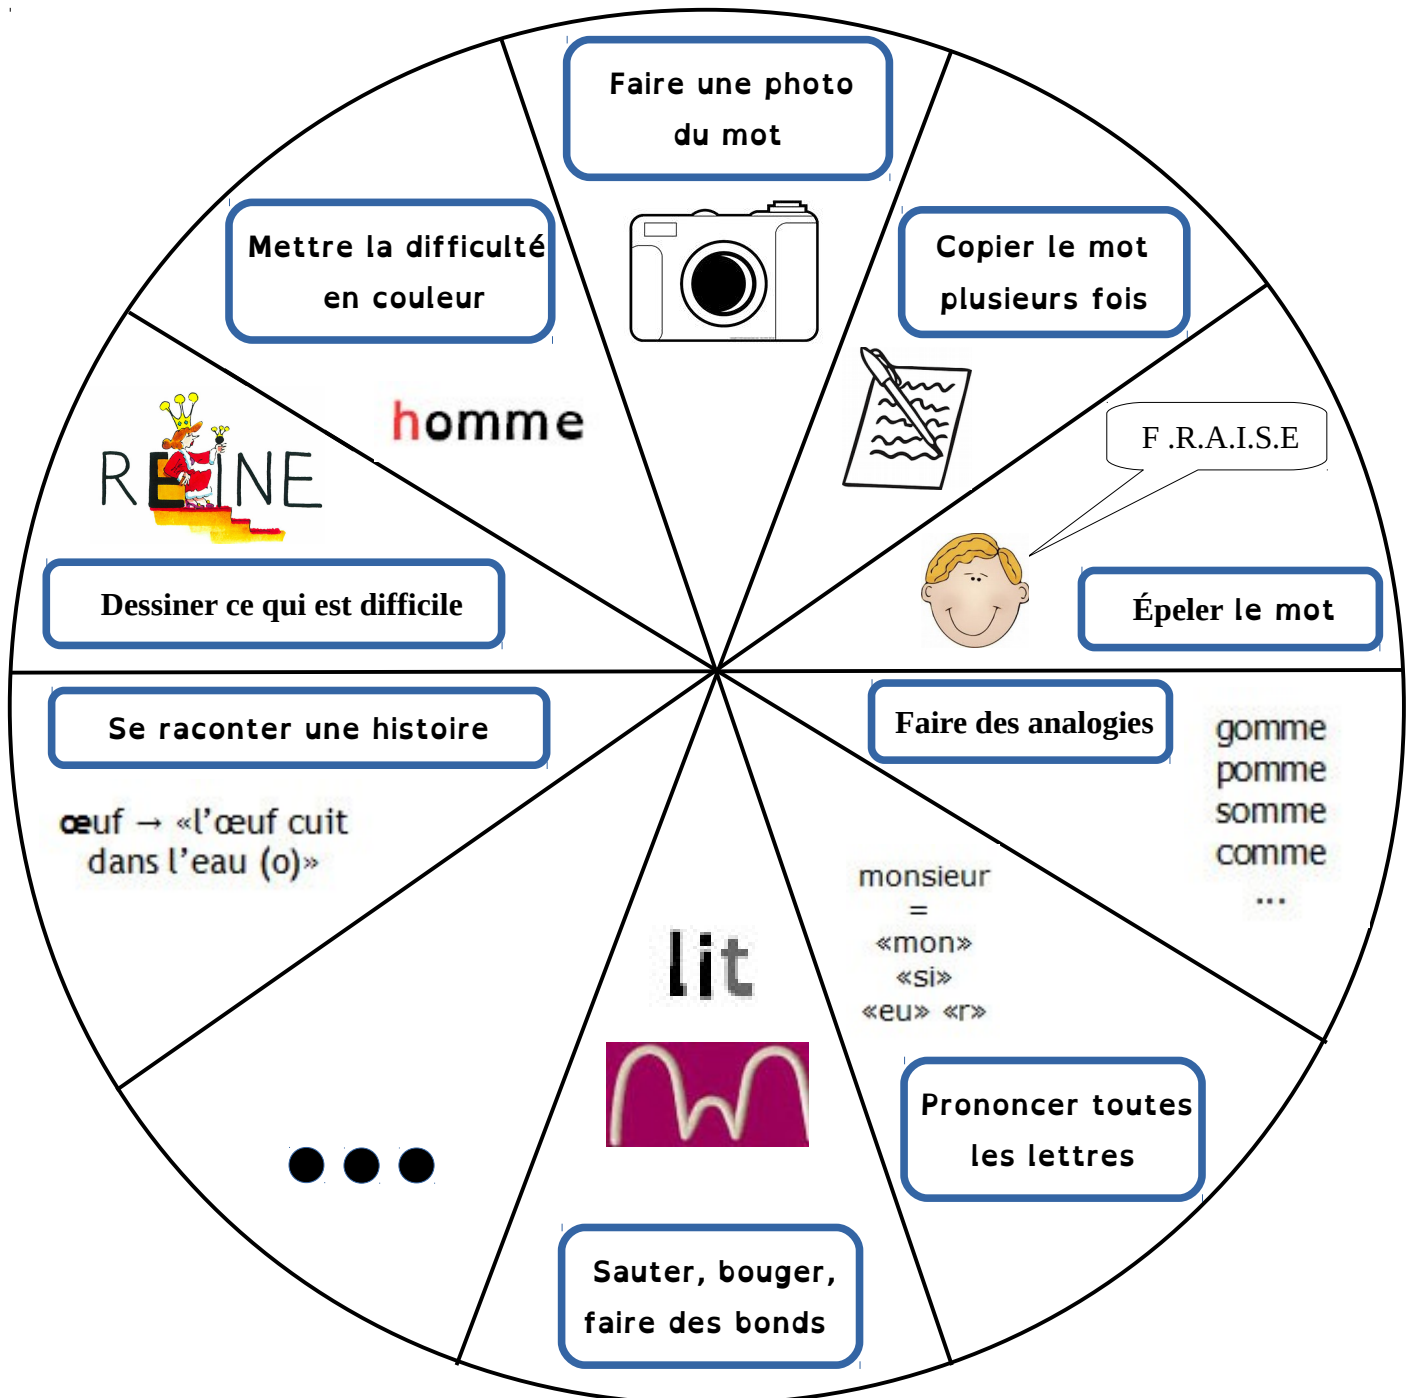 Faire une photo
du mot
Copier le mot
plusieurs fois
F .R.A.I.S.E
Épeler le mot
Faire des analogies
gomme
pomme
somme
comme
...
monsieur
=
«mon»
«si»
«eu» «r»
Prononcer toutes
les lettres
lit
Sauter, bouger,
faire des bonds
Se raconter une histoire
œuf → «l'œuf cuit
dans l'eau (o)»
REINE
Dessiner ce qui est difficile
Mettre la difficulté
en couleur
homme